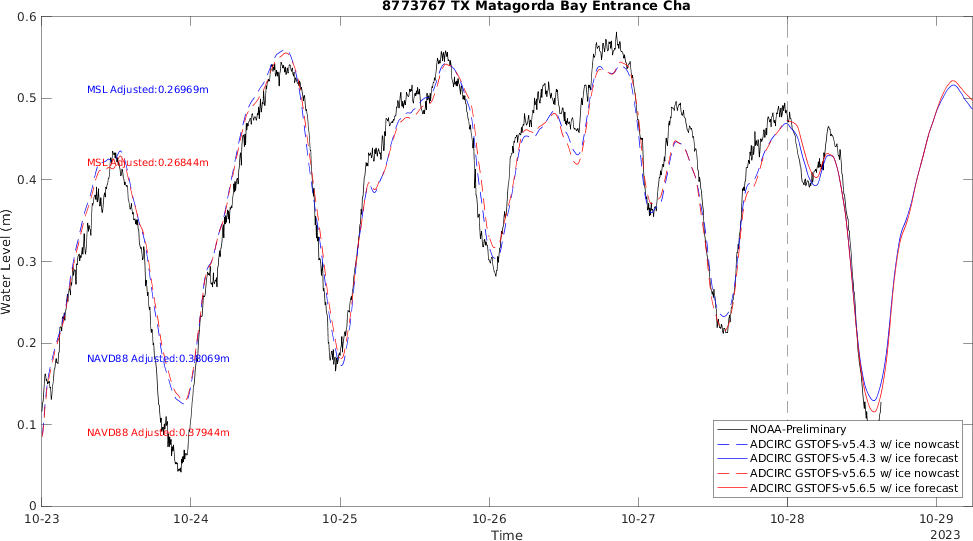 8773767 TX Matagorda Bay Entrance Cha
Water Level (m)
0.6
0.5
0.4
0.3
0.2
0.1
0
MSL Adjusted:0.26969m
MSL Adjusted:0.26844m
NAVD88 Adjusted:0.38069m
NAVD88 Adjusted:0.37944m
NOAA-Preliminary
ADCIRC GSTOFS-v5.4.3 w/ ice nowcast
ADCIRC GSTOFS-v5.4.3 w/ ice forecast
ADCIRC GSTOFS-v5.6.5 w/ ice nowcast
ADCIRC GSTOFS-v5.6.5 w/ ice forecast
10-23 10-24 10-25 10-26 10-27 10-28 10-29
Time
2023